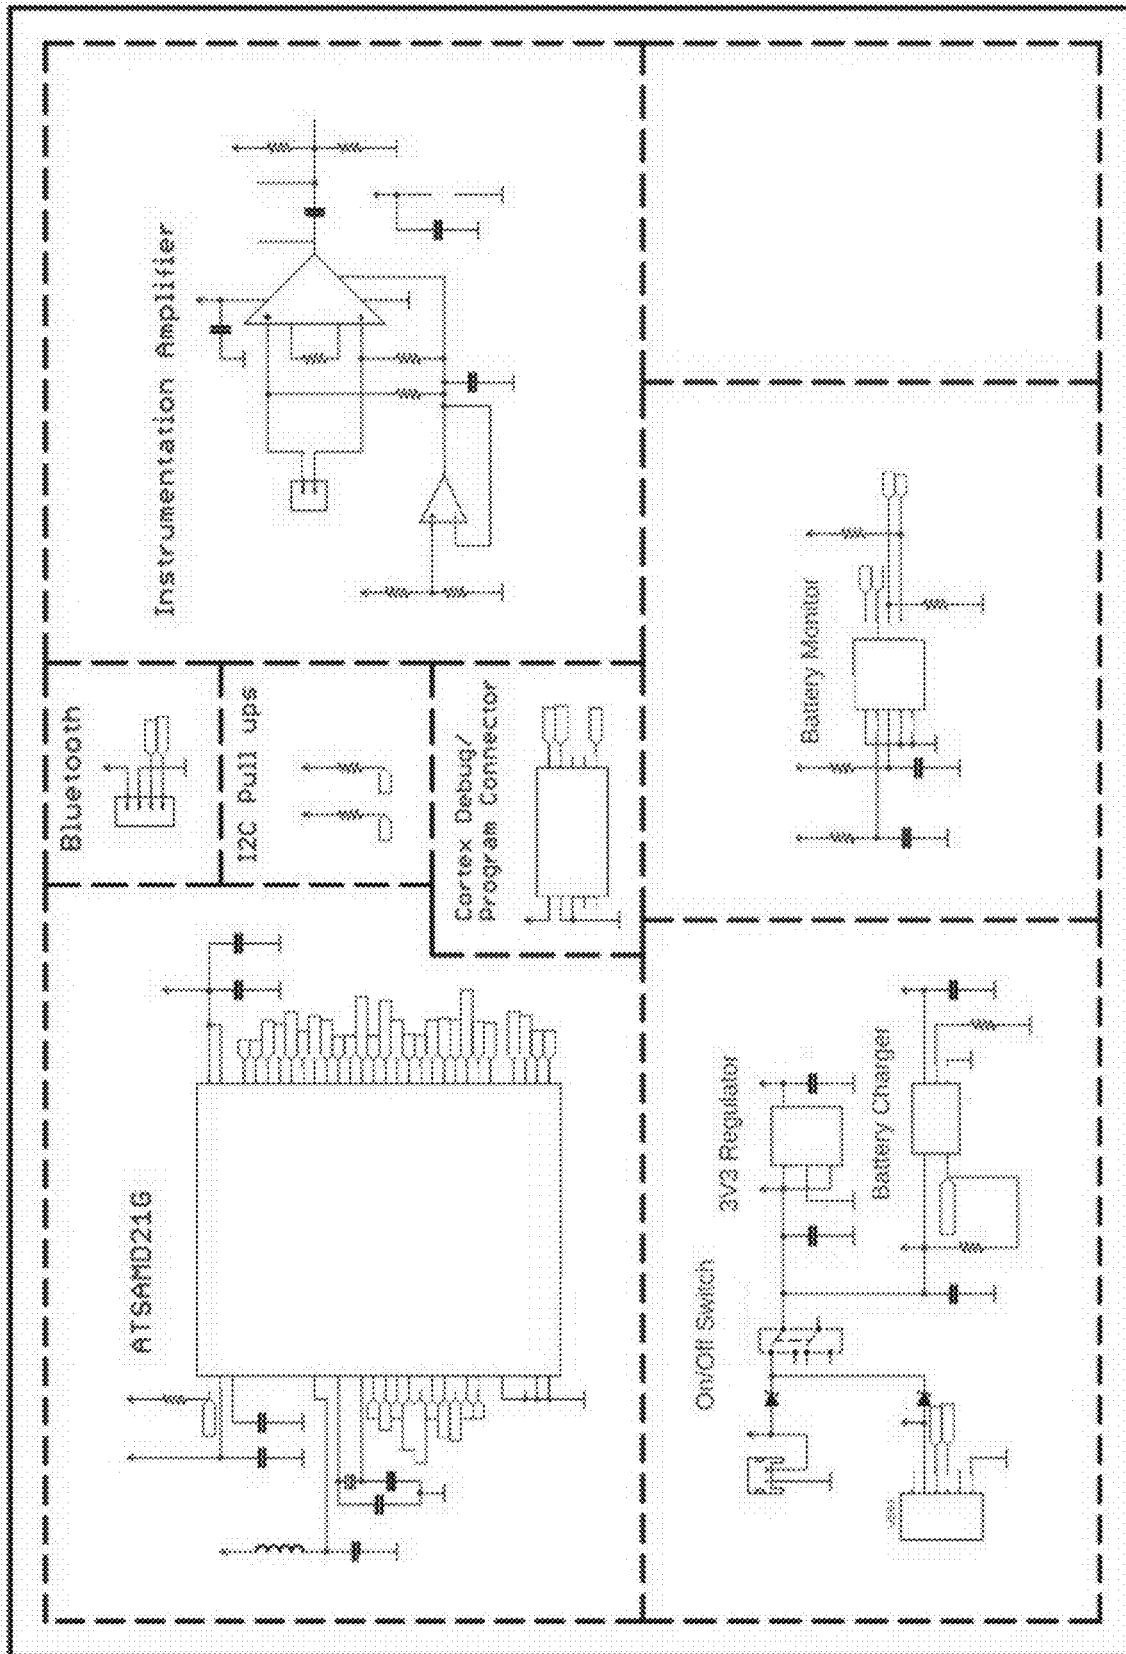 ATSAMD21G
Bluetooth
I2C Pull ups
Cortex Debug/
Program Connector
Instrumentation Amplifier
On/Off Switch
3V3 Regulator
Battery Charger
Battery Monitor